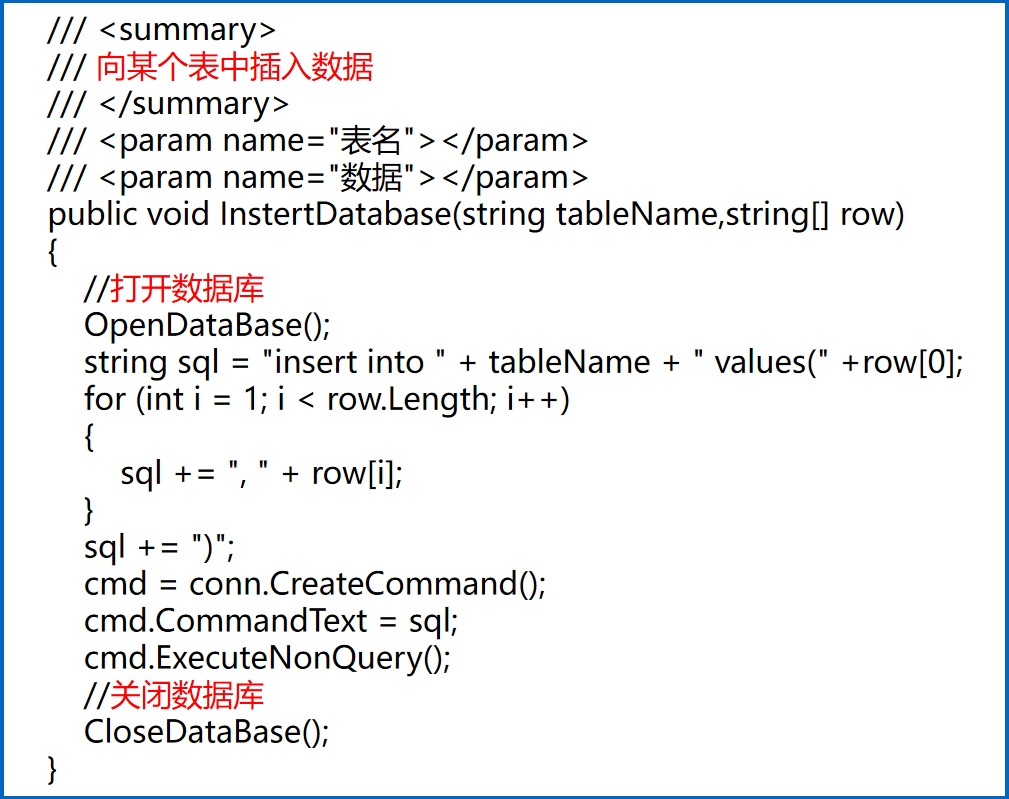 /// <summary>
/// 向某个表中插入数据
/// </summary>
/// <param name="表名"></param>
/// <param name="数据"></param>
public void InstertDatabase(string tableName,string[] row)
{
//打开数据库
OpenDataBase();
string sql = "insert into " + tableName + " values(" +row[0];
for (int i = 1; i < row.Length; i++)
{
sql += ", " + row[i];
}
sql += ")";
cmd = conn.CreateCommand();
cmd.CommandText = sql;
cmd.ExecuteNonQuery();
//关闭数据库
CloseDataBase();
}